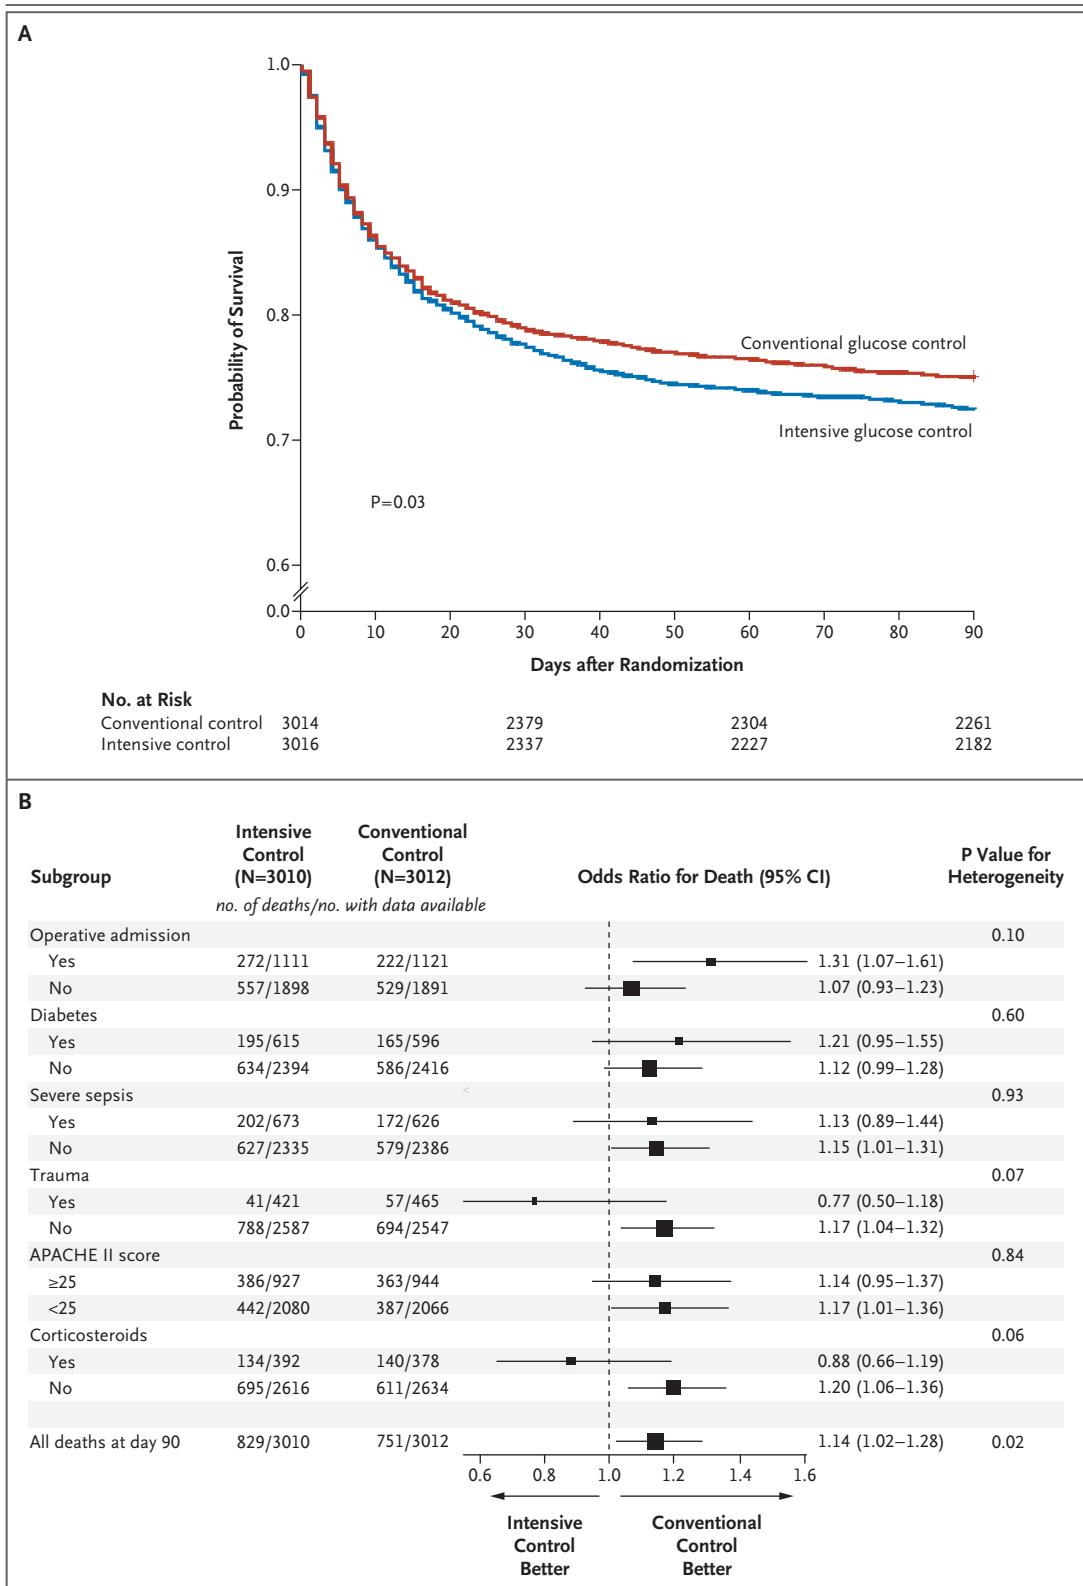 A
1.0
0.9
0.8
0.7
0.6
0.0
Probability of Survival
Conventional glucose control
Intensive glucose control
P=0.03
0 10 20 30 40 50 60 70 80 90
Days after Randomization
No. at Risk
Conventional control 3014 2379 2304 2261
Intensive control 3016 2337 2227 2182
B
Subgroup
Intensive
Control
(N=3010)
Conventional
Control
(N=3012)
Odds Ratio for Death (95% CI)
P Value for
Heterogeneity
no. of deaths/no. with data available
Operative admission 0.10
Yes 272/1111 222/1121 1.31 (1.07–1.61)
No 557/1898 529/1891 1.07 (0.93–1.23)
Diabetes 0.60
Yes 195/615 165/596 1.21 (0.95–1.55)
No 634/2394 586/2416 1.12 (0.99–1.28)
Severe sepsis < 0.93
Yes 202/673 172/626 1.13 (0.89–1.44)
No 627/2335 579/2386 1.15 (1.01–1.31)
Trauma 0.07
Yes 41/421 57/465 0.77 (0.50–1.18)
No 788/2587 694/2547 1.17 (1.04–1.32)
APACHE II score 0.84
≥25 386/927 363/944 1.14 (0.95–1.37)
<25 442/2080 387/2066 1.17 (1.01–1.36)
Corticosteroids 0.06
Yes 134/392 140/378 0.88 (0.66–1.19)
No 695/2616 611/2634 1.20 (1.06–1.36)
All deaths at day 90 829/3010 751/3012 1.14 (1.02–1.28) 0.02
0.6 0.8 1.0 1.2 1.4 1.6
Intensive
Control
Better
Conventional
Control
Better